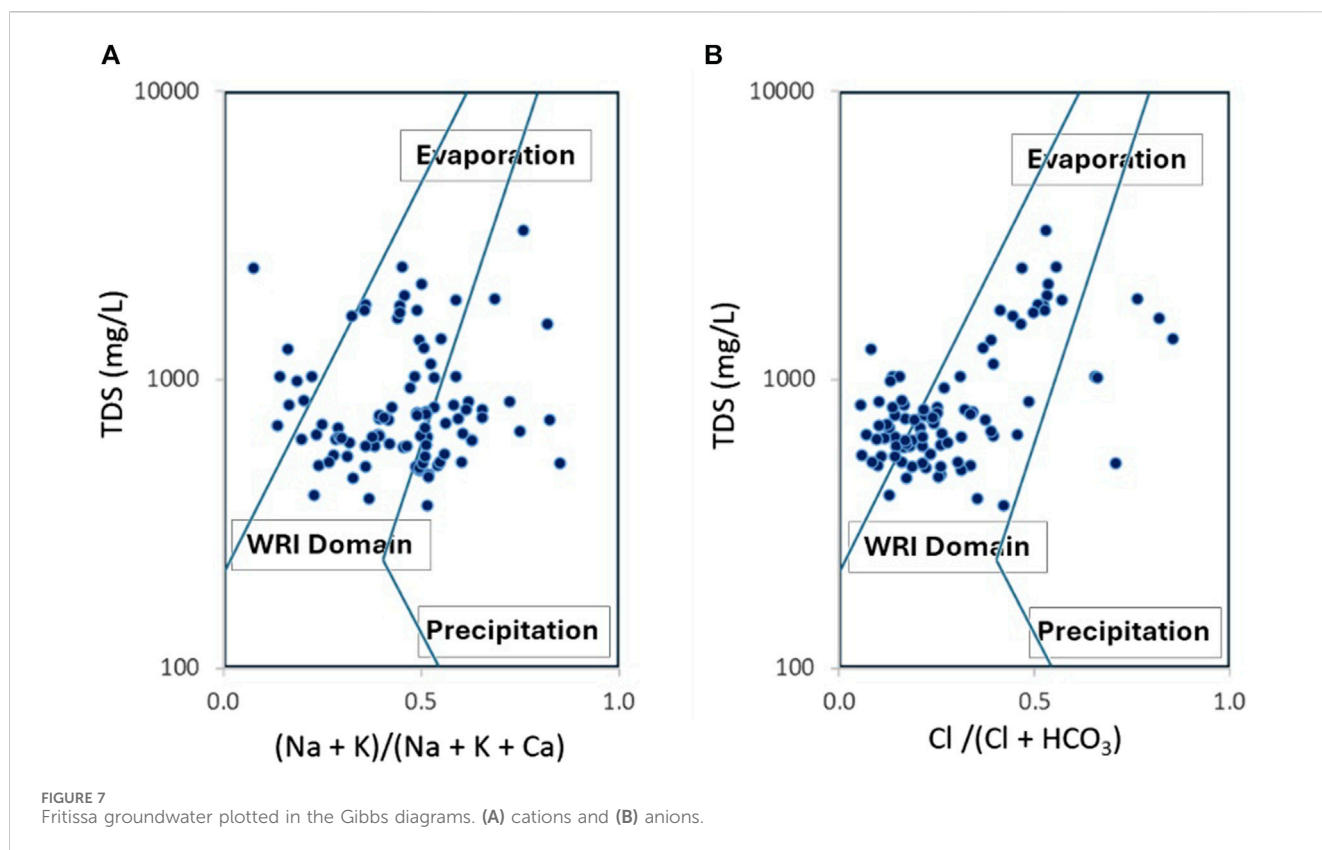 A
10000
1000
100
TDS (mg/L)
Evaporation
WRI Domain
Precipitation
0.0 0.5 1.0
(Na + K)/(Na + K + Ca)
B
10000
1000
100
TDS (mg/L)
Evaporation
WRI Domain
Precipitation
0.0 0.5 1.0
Cl /(Cl + HCO₃)
FIGURE 7
Fritissa groundwater plotted in the Gibbs diagrams. (A) cations and (B) anions.